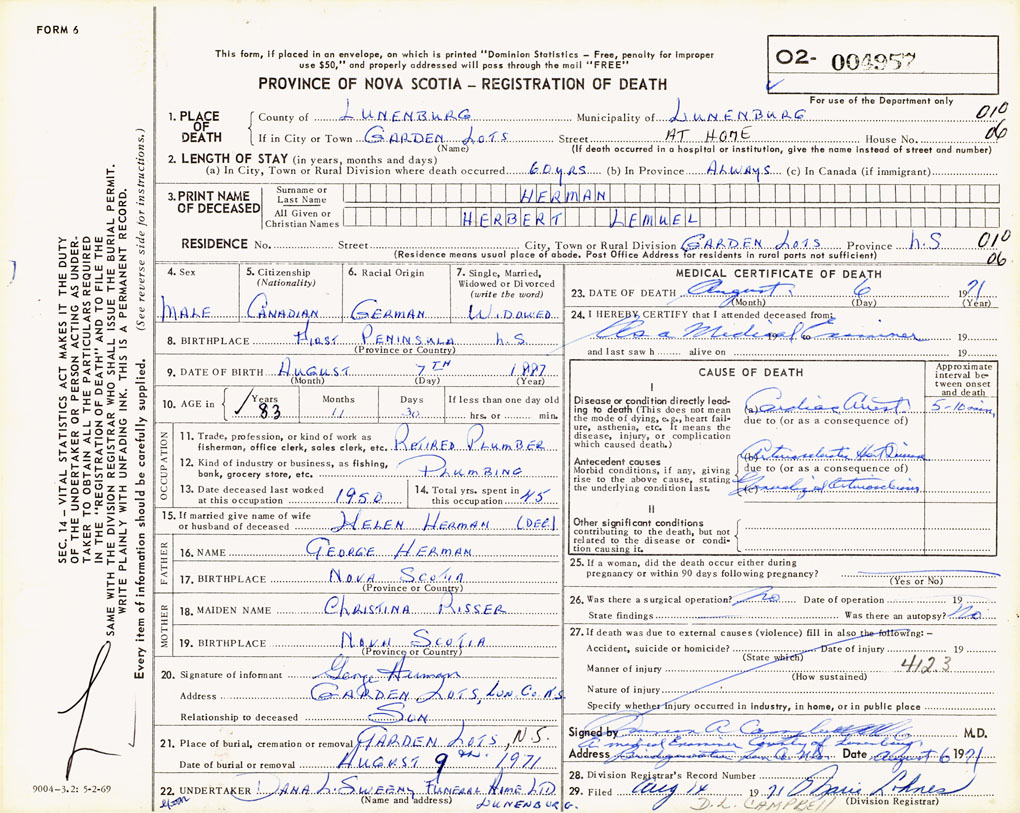 FORM 6
This form, if placed in an envelope, on which is printed "Dominion Statistics – Free, penalty for improper
use $50," and properly addressed will pass through the mail "FREE"
PROVINCE OF NOVA SCOTIA – REGISTRATION OF DEATH
O2- 004957
For use of the Department only
SEC. 14 – VITAL STATISTICS ACT MAKES IT THE DUTY
OF THE UNDERTAKER OR PERSON ACTING AS UNDER-
TAKER TO OBTAIN ALL THE PARTICULARS REQUIRED
IN THE "REGISTRATION OF DEATH" AND TO FILE THE
SAME WITH THE DIVISION REGISTRAR WHO SHALL ISSUE THE BURIAL PERMIT.
WRITE PLAINLY WITH UNFADING INK. THIS IS A PERMANENT RECORD.
Every item of information should be carefully supplied. (See reverse side for instructions.)
1. PLACE OF DEATH County of LUNENBURG Municipality of LUNENBURG 010
If in City or Town GARDEN LOTS Street AT HOME House No. 06
(Name) (If death occurred in a hospital or institution, give the name instead of street and number)
2. LENGTH OF STAY (in years, months and days)
(a) In City, Town or Rural Division where death occurred 60 YRS (b) In Province ALWAYS (c) In Canada (if immigrant)
3. PRINT NAME OF DECEASED Surname or Last Name HERMAN
All Given or Christian Names HERBERT LEMUEL
RESIDENCE No. Street City, Town or Rural Division GARDEN LOTS Province N.S 010
(Residence means usual place of abode. Post Office Address for residents in rural parts not sufficient) 06
4. Sex 5. Citizenship (Nationality) 6. Racial Origin 7. Single, Married, Widowed or Divorced (write the word)
MALE CANADIAN GERMAN WIDOWED
8. BIRTHPLACE FIRST PENINSULA N.S.
(Province or Country)
9. DATE OF BIRTH AUGUST 7TH 1887
(Month) (Day) (Year)
10. AGE in Years Months Days If less than one day old
83 11 30 hrs. or min.
OCCUPATION
11. Trade, profession, or kind of work as fisherman, office clerk, sales clerk, etc. RETIRED PLUMBER
12. Kind of industry or business, as fishing, bank, grocery store, etc. PLUMBING
13. Date deceased last worked at this occupation 1950 14. Total yrs. spent in this occupation 45
15. If married give name of wife or husband of deceased HELEN HERMAN (DEC.)
FATHER
16. NAME GEORGE HERMAN
17. BIRTHPLACE NOVA SCOTIA
(Province or Country)
MOTHER
18. MAIDEN NAME CHRISTINA RISSER
19. BIRTHPLACE NOVA SCOTIA
(Province or Country)
20. Signature of informant George Herman
Address GARDEN LOTS, LUN. CO. N.S
Relationship to deceased SON
21. Place of burial, cremation or removal GARDEN LOTS, N.S.
Date of burial or removal AUGUST 9th 1971
22. UNDERTAKER DANA L. SWEENY FUNERAL HOME LTD
(Name and address) LUNENBURG.
9004-3.2: 5-2-69
MEDICAL CERTIFICATE OF DEATH
23. DATE OF DEATH August 6 1971
(Month) (Day) (Year)
24. I HEREBY CERTIFY that I attended deceased from:
As a Medical Examiner 19 to 19
and last saw h alive on 19
CAUSE OF DEATH
Approximate interval between onset and death
I
Disease or condition directly leading to death (This does not mean the mode of dying, e.g., heart failure, asthenia, etc. It means the disease, injury, or complication which caused death.)
(a) Cardiac Arrest 5-10 min.
due to (or as a consequence of)
Antecedent causes
Morbid conditions, if any, giving rise to the above cause, stating the underlying condition last.
(b) Arteriosclerotic Heart Disease
due to (or as a consequence of)
(c) Generalized Arteriosclerosis
II
Other significant conditions
contributing to the death, but not related to the disease or condition causing it.
25. If a woman, did the death occur either during pregnancy or within 90 days following pregnancy?
(Yes or No)
26. Was there a surgical operation? No Date of operation 19
State findings Was there an autopsy? No
27. If death was due to external causes (violence) fill in also the following: –
Accident, suicide or homicide? Date of injury 19
(State which)
Manner of injury 4123
(How sustained)
Nature of injury
Specify whether injury occurred in industry, in home, or in public place
Signed by A Campbell M.D.
A medical Examiner County of Lunenburg
Address Date August 6 1971
28. Division Registrar's Record Number
29. Filed Aug 14 1971 Lohnes
(Division Registrar)
D.L. CAMPBELL